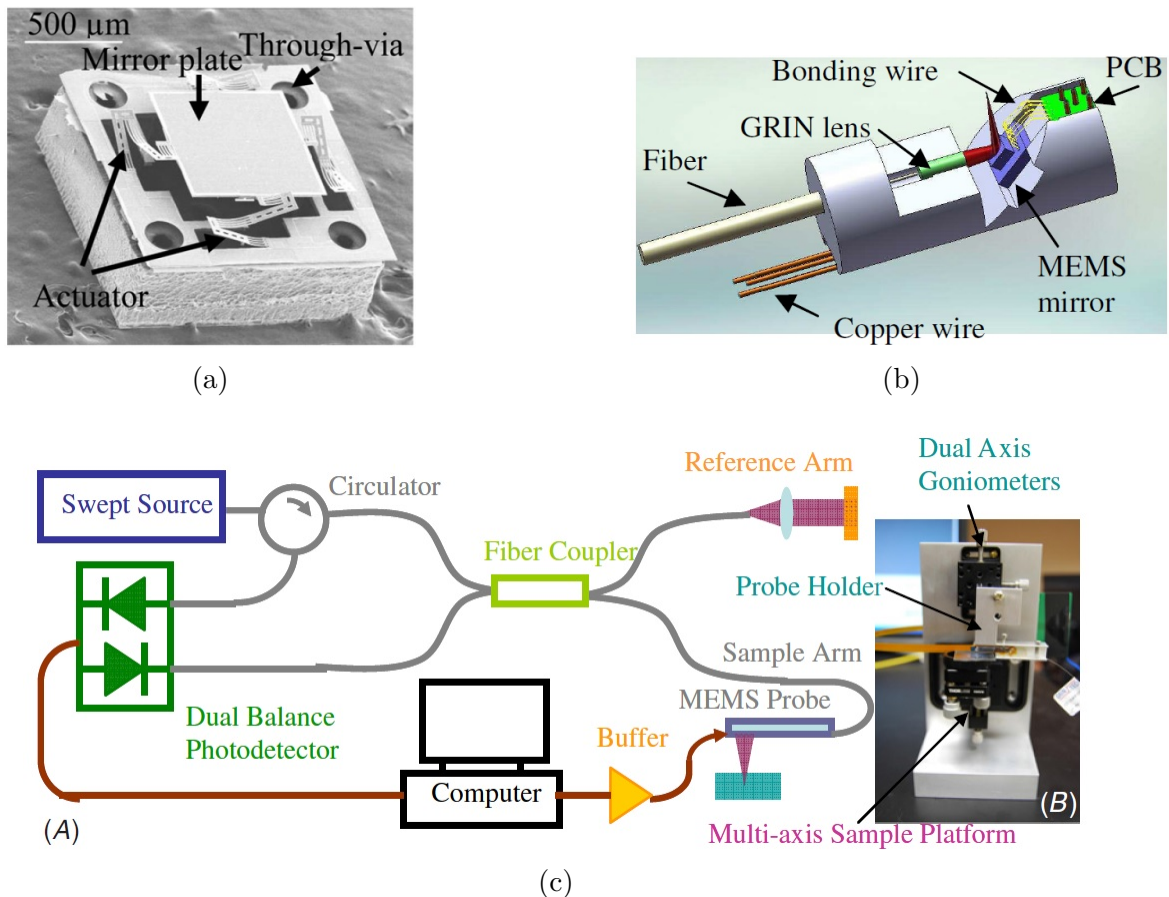 500 µm
Mirror plate
Through-via
Actuator
(a)
Bonding wire
PCB
GRIN lens
Fiber
MEMS
mirror
Copper wire
(b)
Swept Source
Circulator
Fiber Coupler
Reference Arm
Dual Axis
Goniometers
Probe Holder
Sample Arm
MEMS Probe
Dual Balance
Photodetector
Buffer
Computer
(A)
(B)
Multi-axis Sample Platform
(c)